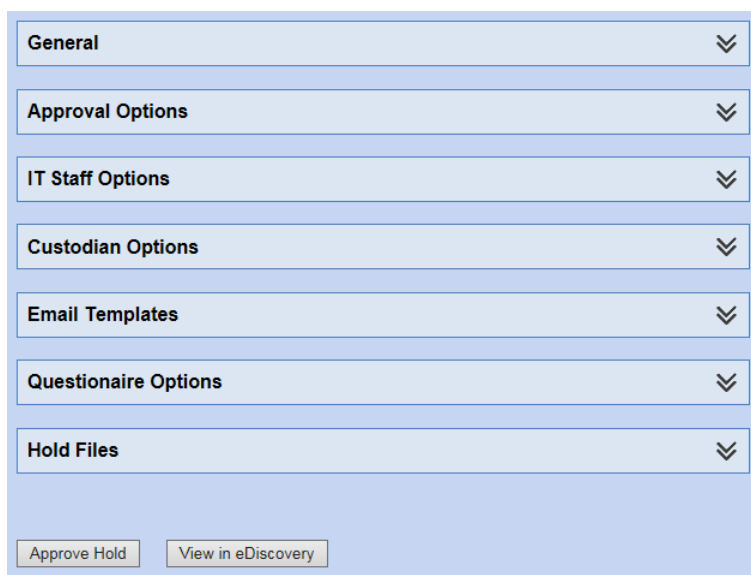 General
Approval Options
IT Staff Options
Custodian Options
Email Templates
Questionaire Options
Hold Files
Approve Hold View in eDiscovery